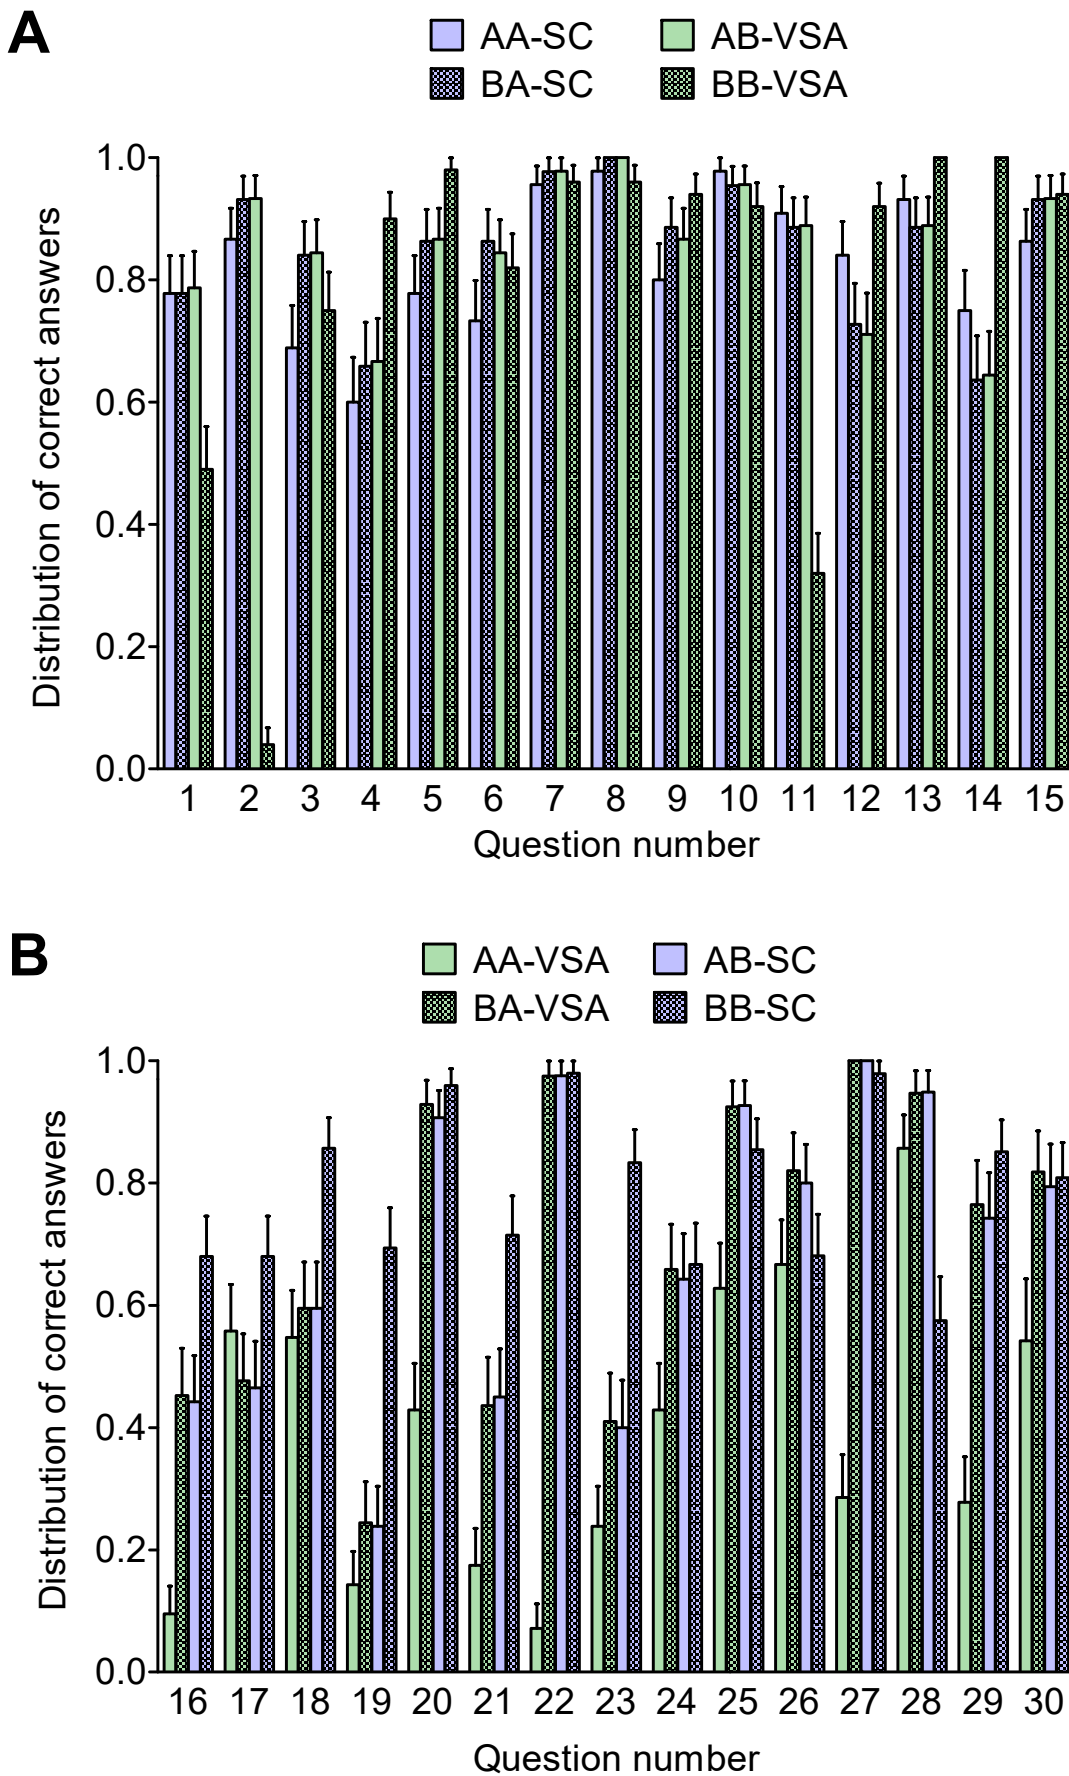 A
AA-SC AB-VSA
BA-SC BB-VSA
Distribution of correct answers
1.0
0.8
0.6
0.4
0.2
0.0
1 2 3 4 5 6 7 8 9 10 11 12 13 14 15
Question number
B
AA-VSA AB-SC
BA-VSA BB-SC
Distribution of correct answers
1.0
0.8
0.6
0.4
0.2
0.0
16 17 18 19 20 21 22 23 24 25 26 27 28 29 30
Question number